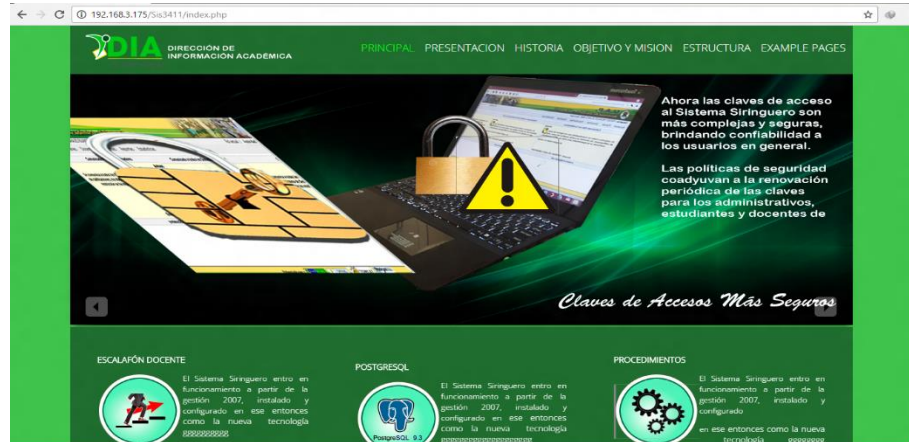 192.168.3.175/Sis3411/index.php
DIA DIRECCIÓN DE
INFORMACIÓN ACADÉMICA
PRINCIPAL PRESENTACION HISTORIA OBJETIVO Y MISION ESTRUCTURA EXAMPLE PAGES
Ahora las claves de acceso
al Sistema Siringuero son
más complejas y seguras,
brindando confiabilidad a
los usuarios en general.
Las políticas de seguridad
coadyuvan a la renovación
periódica de las claves
para los administrativos,
estudiantes y docentes de
Claves de Accesos Más Seguros
ESCALAFÓN DOCENTE
El Sistema Siringuero entro en
funcionamiento a partir de la
gestión 2007, instalado y
configurado en ese entonces
como la nueva tecnología
POSTGRESQL
PostgreSQL 9.3
El Sistema Siringuero entro en
funcionamiento a partir de la
gestión 2007, instalado y
configurado en ese entonces
como la nueva tecnología
PROCEDIMIENTOS
El Sistema Siringuero entro en
funcionamiento a partir de la
gestión 2007, instalado y
configurado
en ese entonces como la nueva
tecnología